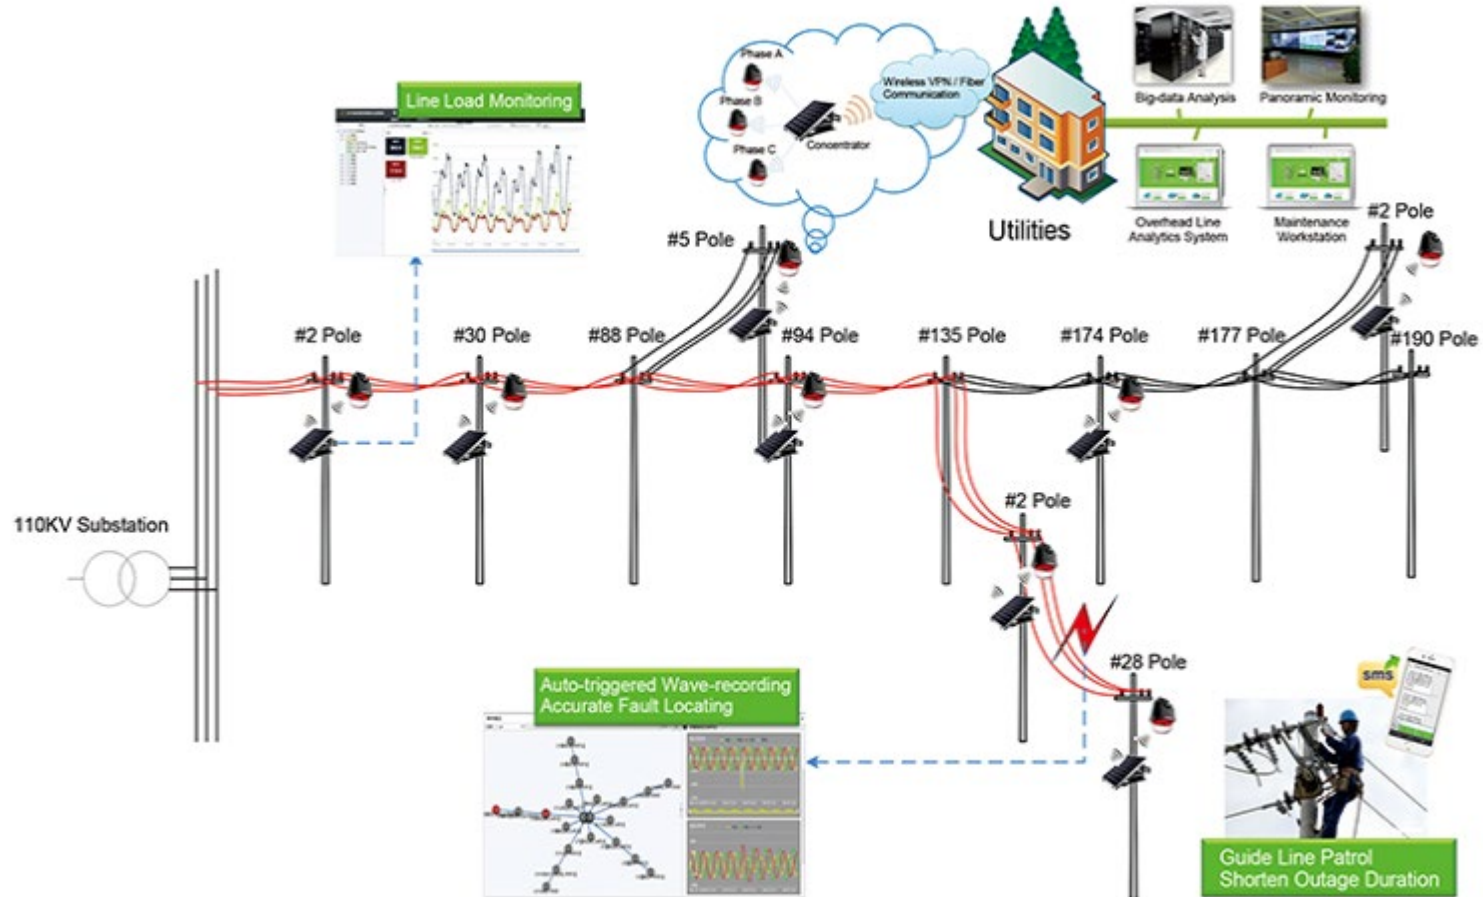 Phase A
Phase B
Phase C
Concentrator
Wireless VPN / Fiber
Communication
Big-data Analysis
Panoramic Monitoring
Line Load Monitoring
Utilities
Overhead Line
Analytics System
Maintenance
Workstation
#2 Pole
#5 Pole
#2 Pole
#30 Pole
#88 Pole
#94 Pole
#135 Pole
#174 Pole
#177 Pole
#190 Pole
#2 Pole
110KV Substation
#28 Pole
sms
Auto-triggered Wave-recording
Accurate Fault Locating
Guide Line Patrol
Shorten Outage Duration